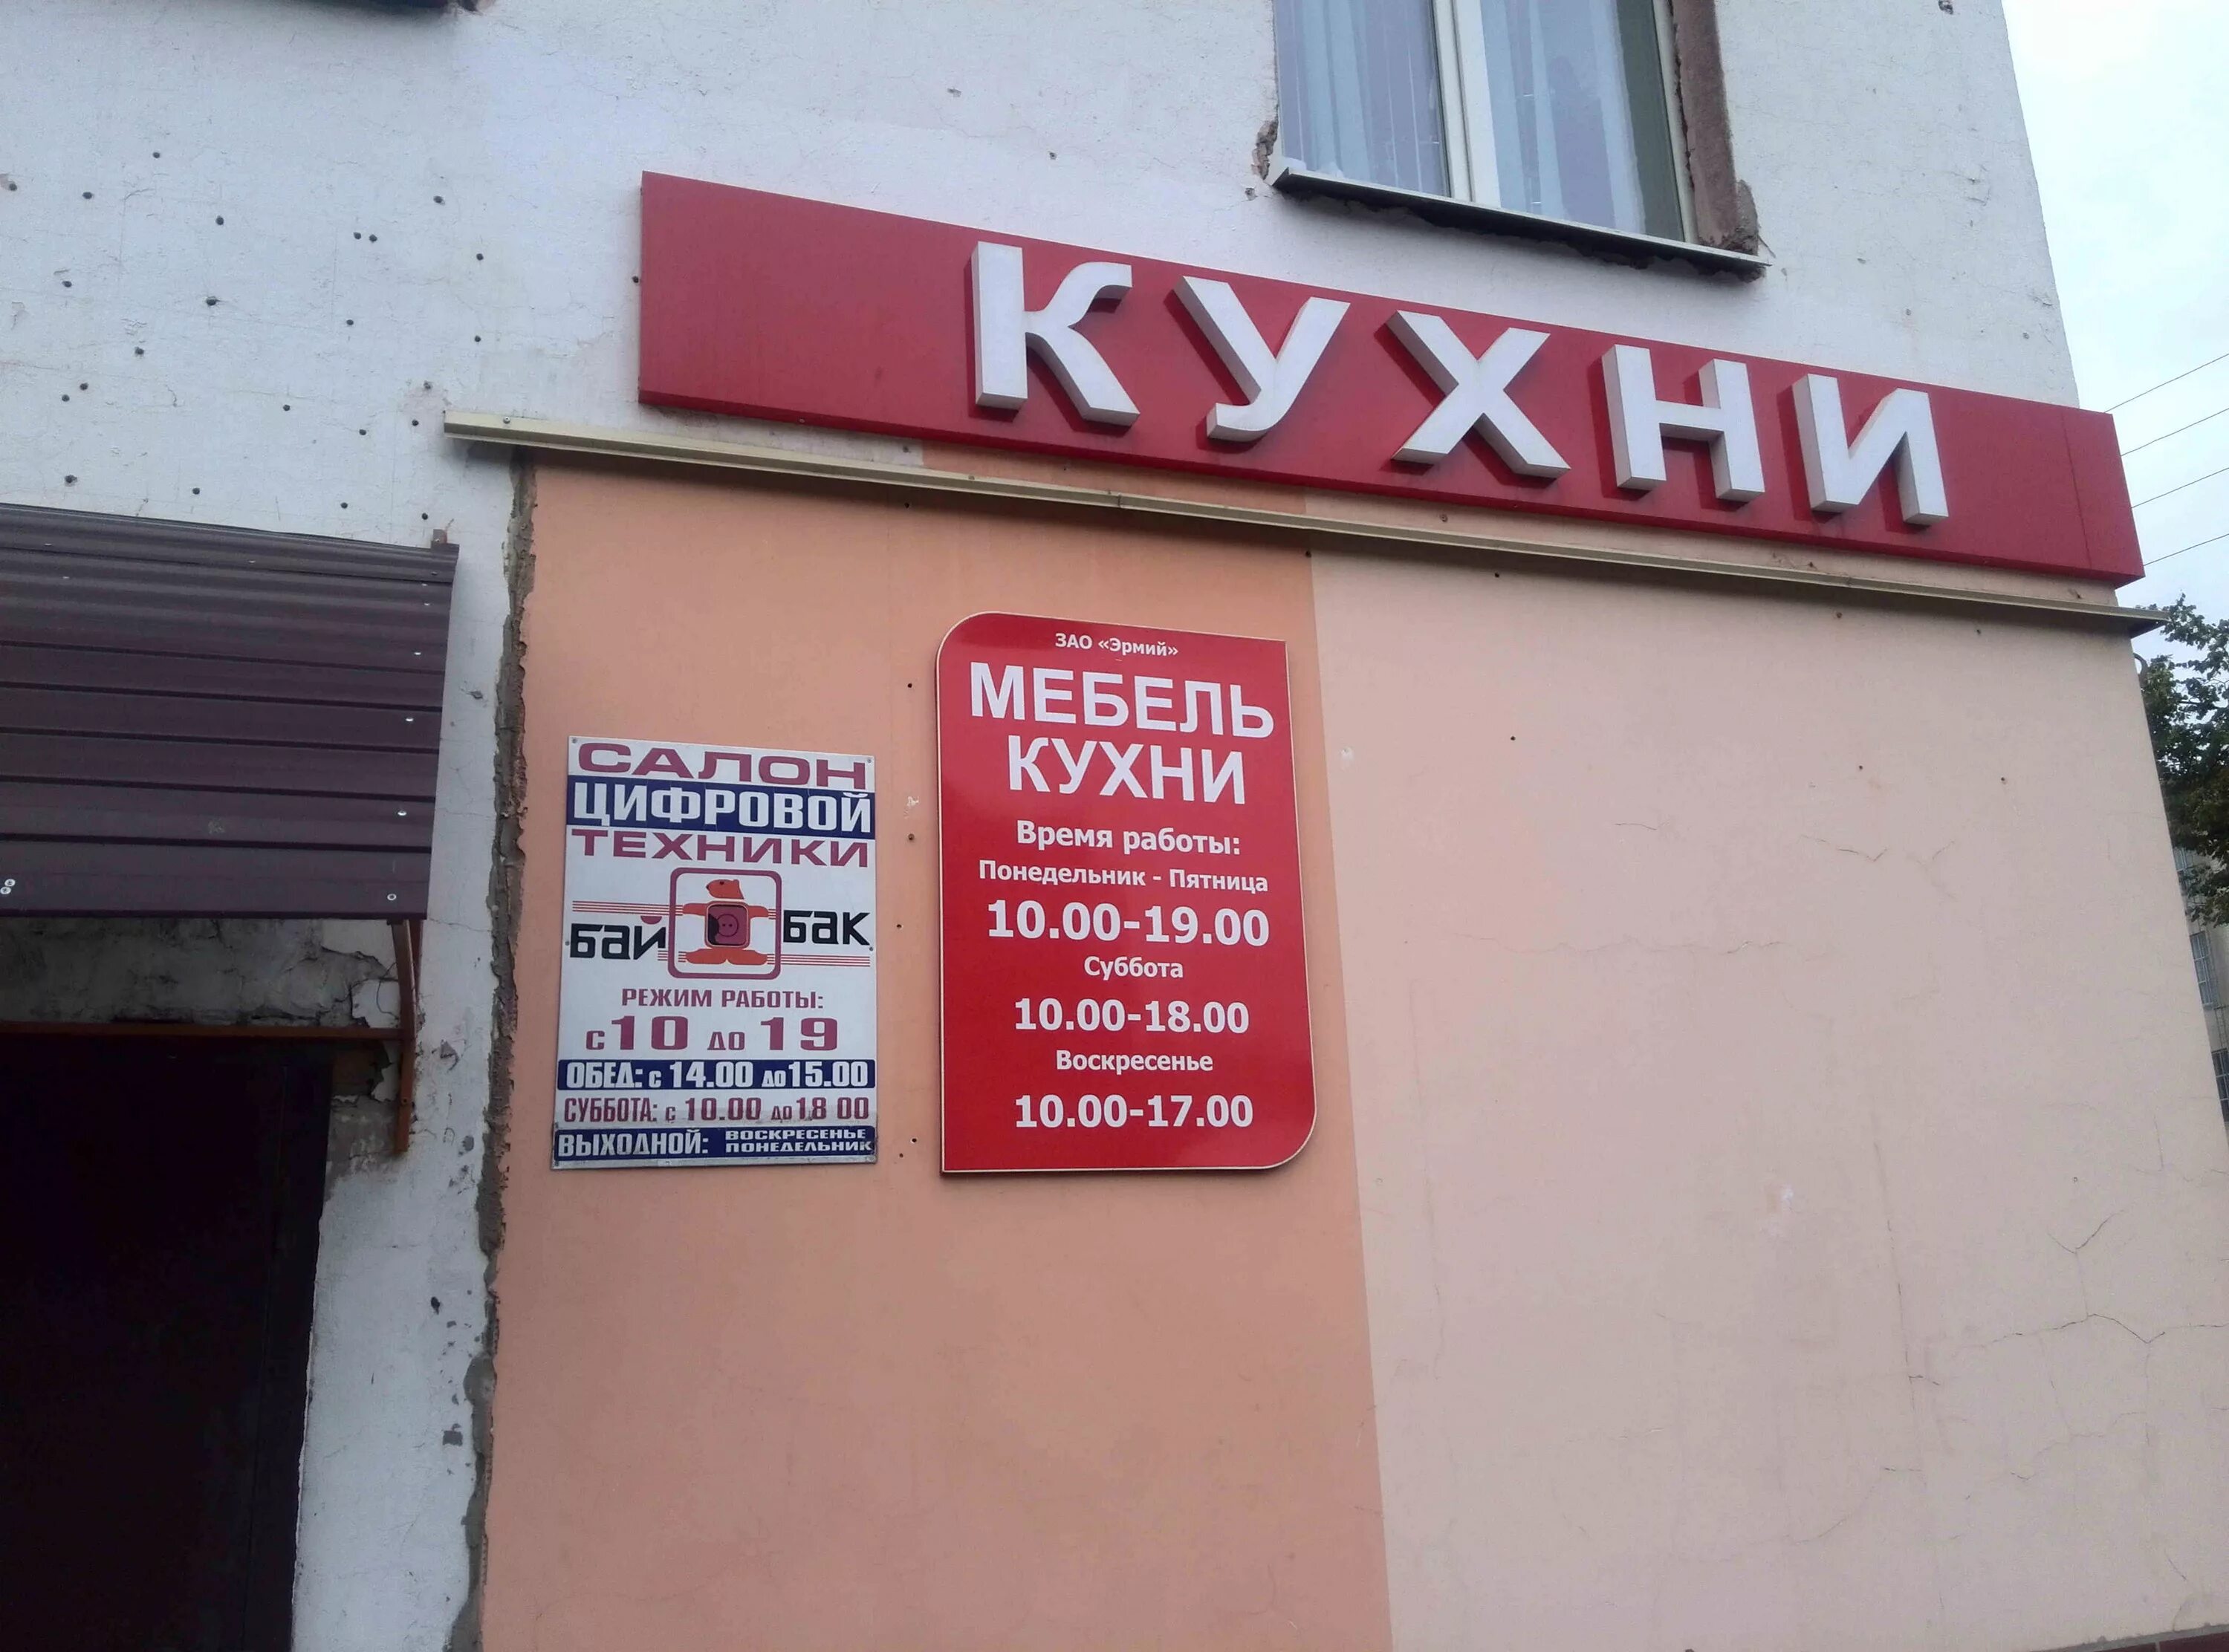 КУХНИ
ЗАО «Эрмий»
МЕБЕЛЬ
КУХНИ
Время работы:
Понедельник - Пятница
10.00-19.00
Суббота
10.00-18.00
Воскресенье
10.00-17.00
САЛОН
ЦИФРОВОЙ
ТЕХНИКИ
БАЙ БАК
РЕЖИМ РАБОТЫ:
с 10 до 19
ОБЕД: с 14.00 до 15.00
СУББОТА: с 10.00 до 18 00
ВЫХОДНОЙ: ВОСКРЕСЕНЬЕ
ПОНЕДЕЛЬНИК